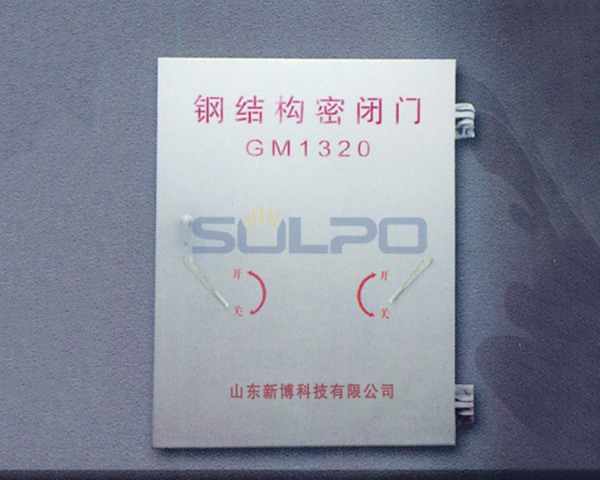 钢结构密闭门
GM1320
SULPO
开 开
关 关
山东新博科技有限公司